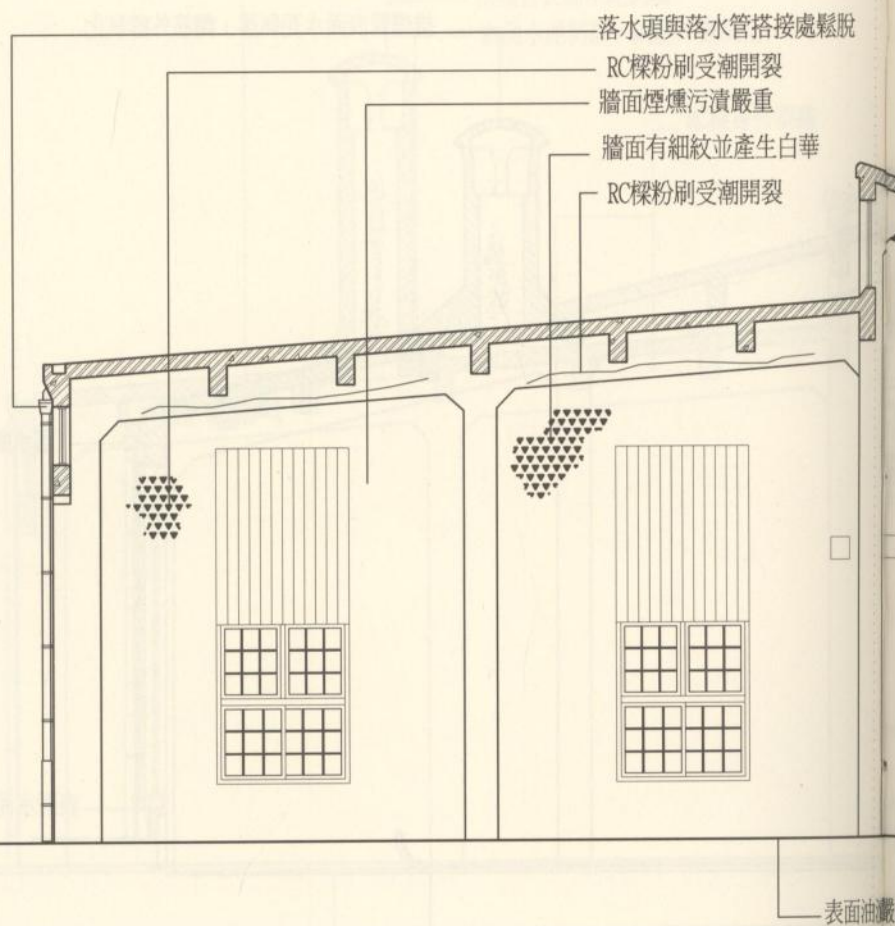 落水頭與落水管搭接處鬆脫
RC樑粉刷受潮開裂
牆面煙燻污漬嚴重
牆面有細紋並產生白華
RC樑粉刷受潮開裂
表面油